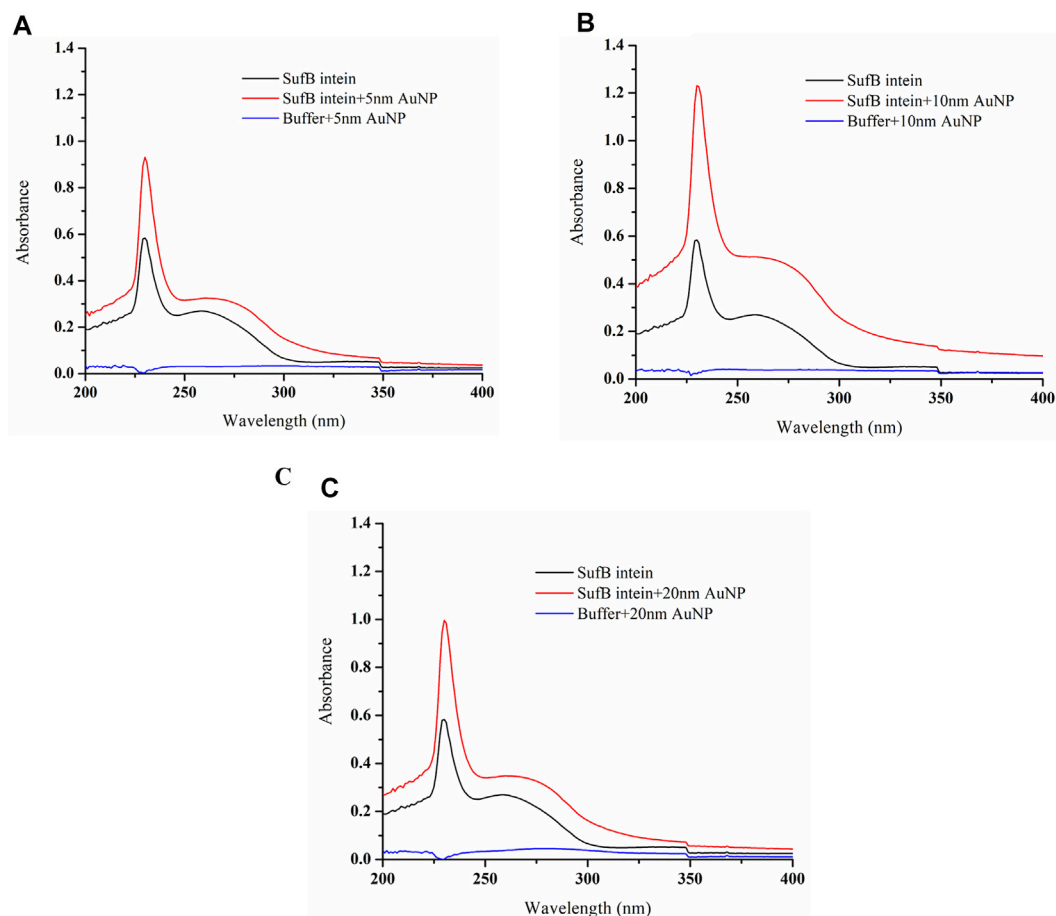 A
1.4
1.2
1.0
0.8
0.6
0.4
0.2
0.0
Absorbance
SufB intein
SufB intein+5nm AuNP
Buffer+5nm AuNP
200 250 300 350 400
Wavelength (nm)
B
1.4
1.2
1.0
0.8
0.6
0.4
0.2
0.0
Absorbance
SufB intein
SufB intein+10nm AuNP
Buffer+10nm AuNP
200 250 300 350 400
Wavelength (nm)
C
C
1.4
1.2
1.0
0.8
0.6
0.4
0.2
0.0
Absorbance
SufB intein
SufB intein+20nm AuNP
Buffer+20nm AuNP
200 250 300 350 400
Wavelength (nm)